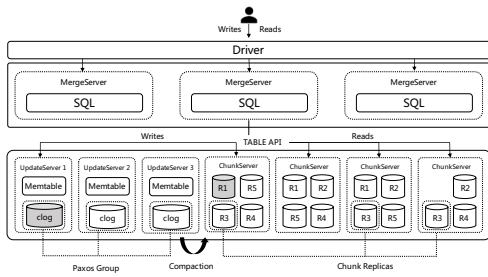 Writes Reads
Driver
MergeServer MergeServer MergeServer
SQL SQL SQL
TABLE API
Writes Reads
UpdateServer 1 UpdateServer 2 UpdateServer 3 ChunkServer ChunkServer ChunkServer ChunkServer
Memtable Memtable Memtable R1 R5 R1 R2 R1 R2 R2
clog clog clog R3 R4 R5 R4 R3 R5 R3 R4
Paxos Group Compaction Chunk Replicas